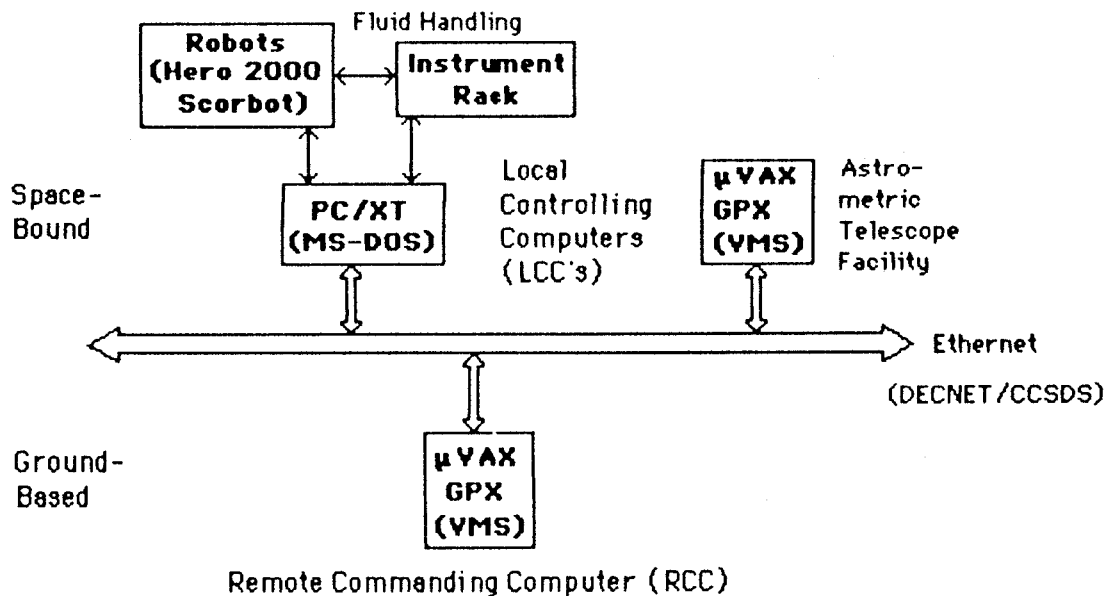 Fluid Handling
Robots
(Hero 2000
Scorbot)
Instrument
Rack
Space-
Bound
PC/XT
(MS-DOS)
Local
Controlling
Computers
(LCC's)
µVAX
GPX
(VMS)
Astro-
metric
Telescope
Facility
Ethernet
(DECNET/CCSDS)
Ground-
Based
µVAX
GPX
(VMS)
Remote Commanding Computer (RCC)